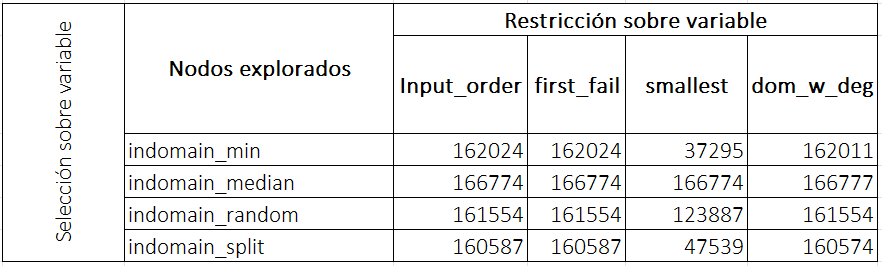 Selección sobre variable
Nodos explorados
Restricción sobre variable
Input_order first_fail smallest dom_w_deg
indomain_min 162024 162024 37295 162011
indomain_median 166774 166774 166774 166777
indomain_random 161554 161554 123887 161554
indomain_split 160587 160587 47539 160574